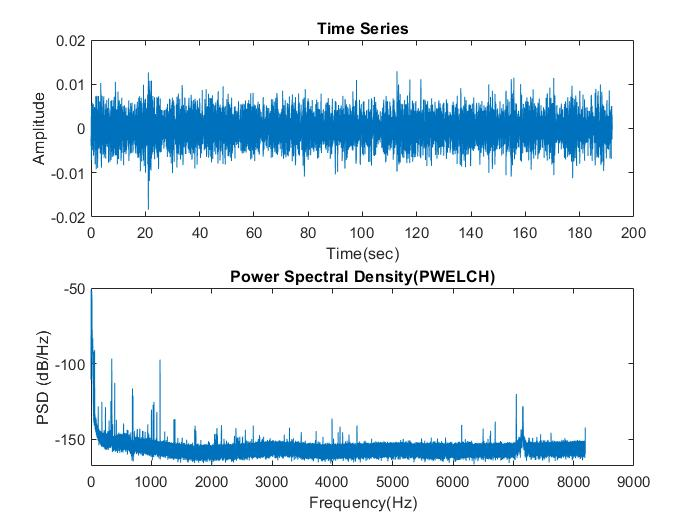 Time Series
0.02
0.01
0
-0.01
-0.02
Amplitude
0 20 40 60 80 100 120 140 160 180 200
Time(sec)
Power Spectral Density(PWELCH)
-50
-100
-150
PSD (dB/Hz)
0 1000 2000 3000 4000 5000 6000 7000 8000 9000
Frequency(Hz)